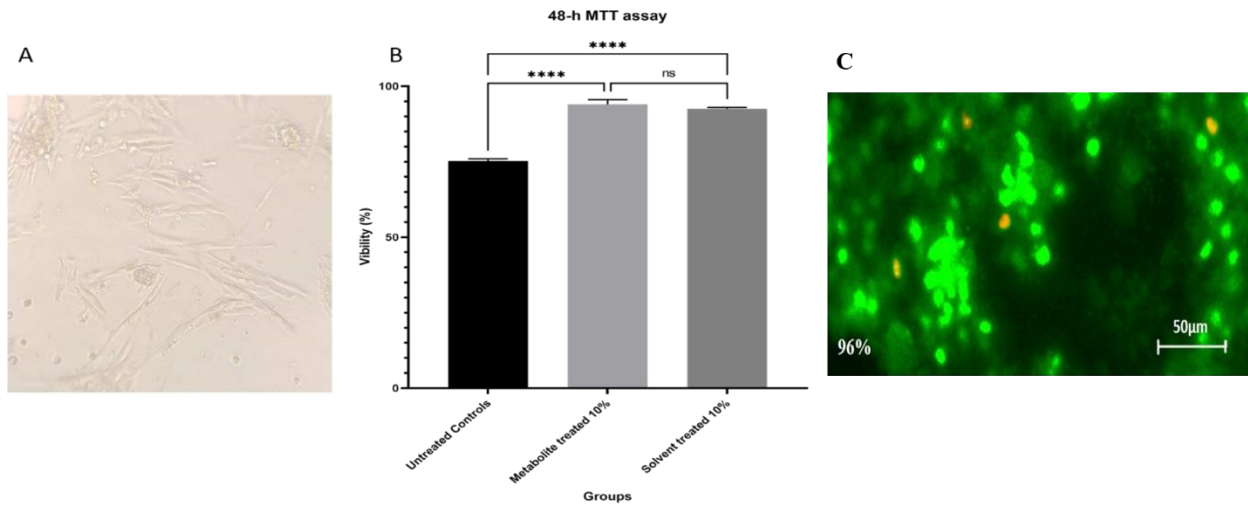 48-h MTT assay
A
B
C
****
****
ns
100
50
0
Vibility (%)
Untreated Controls
Metabolite treated 10%
Solvent treated 10%
Groups
50μm
96%